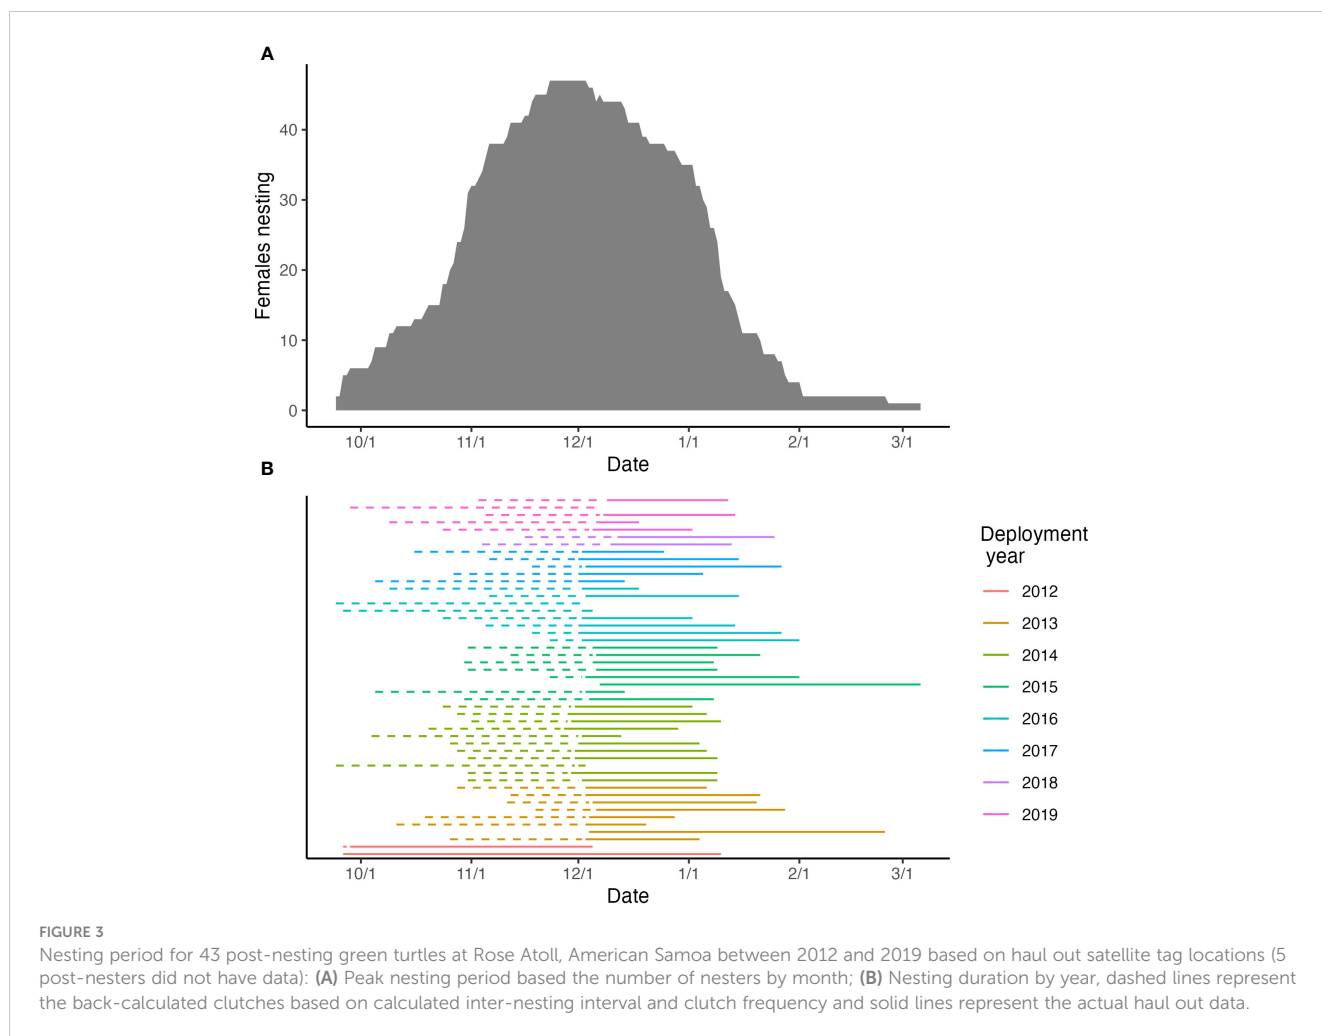 A
Females nesting
40
30
20
10
0
10/1 11/1 12/1 1/1 2/1 3/1
Date
B
10/1 11/1 12/1 1/1 2/1 3/1
Date
Deployment
year
2012
2013
2014
2015
2016
2017
2018
2019
FIGURE 3
Nesting period for 43 post-nesting green turtles at Rose Atoll, American Samoa between 2012 and 2019 based on haul out satellite tag locations (5
post-nesters did not have data): (A) Peak nesting period based the number of nesters by month; (B) Nesting duration by year, dashed lines represent
the back-calculated clutches based on calculated inter-nesting interval and clutch frequency and solid lines represent the actual haul out data.